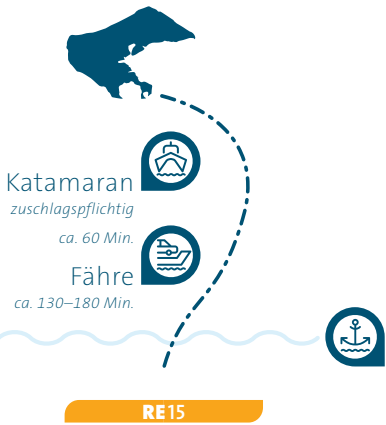 Katamaran
zuschlagspflichtig
ca. 60 Min.
Fähre
ca. 130–180 Min.
RE15